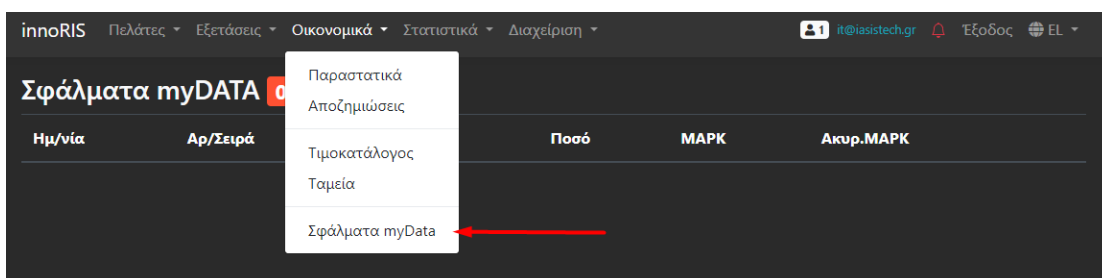 innoRIS Πελάτες Εξετάσεις Οικονομικά Στατιστικά Διαχείριση 1 it@iasistech.gr Έξοδος EL
Παραστατικά
Αποζημιώσεις
Τιμοκατάλογος
Ταμεία
Σφάλματα myData
Σφάλματα myDATA 0
Ημ/νία Αρ/Σειρά Ποσό ΜΑΡΚ Ακυρ.ΜΑΡΚ